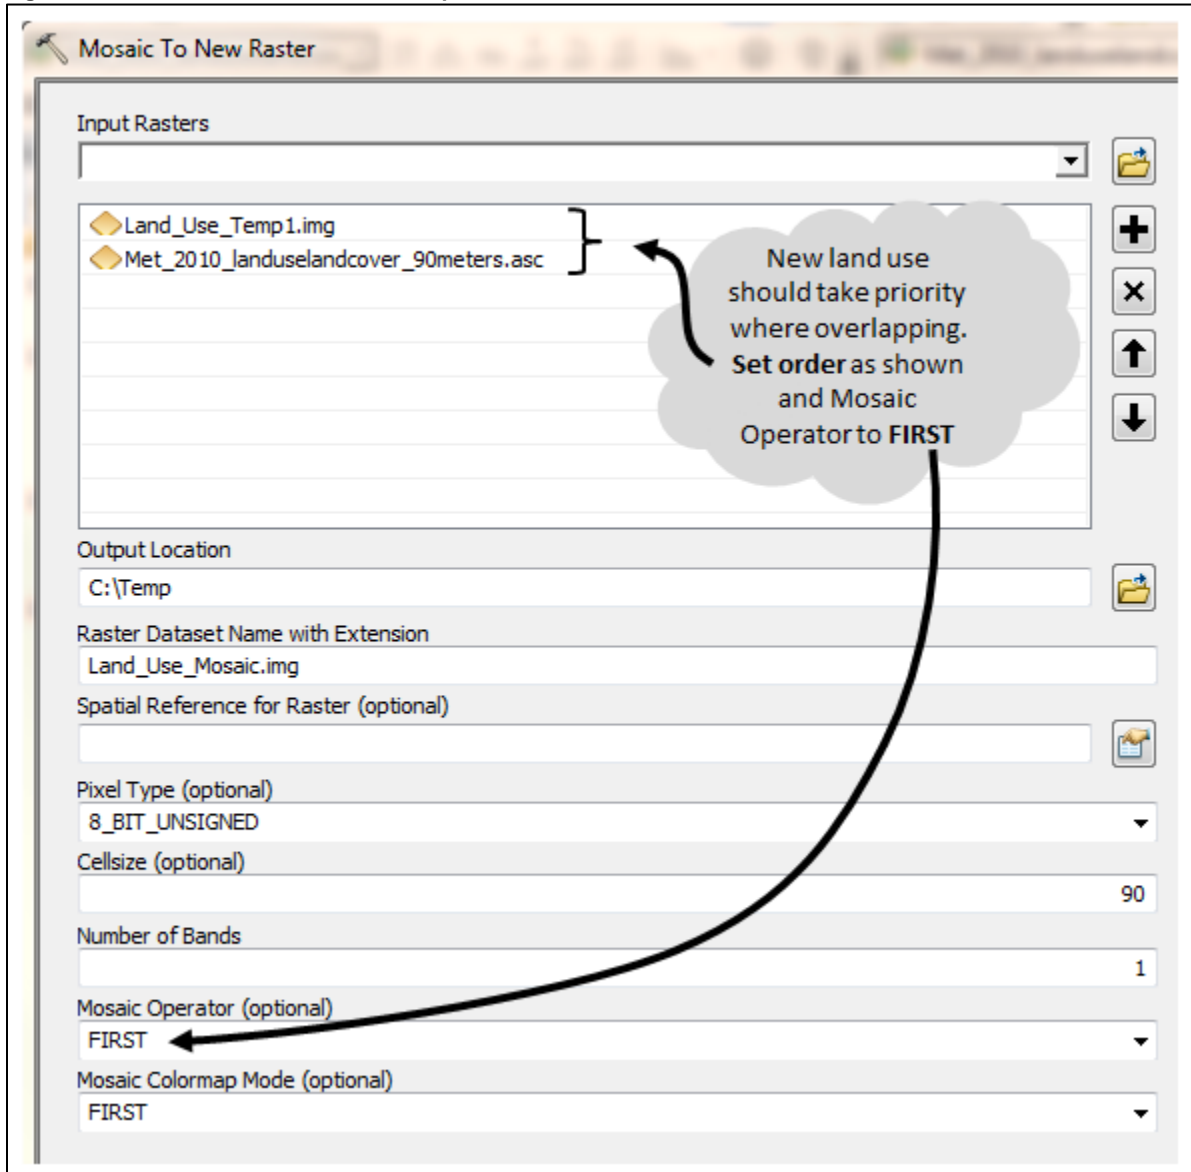 Mosaic To New Raster
Input Rasters
Land_Use_Temp1.img
Met_2010_landuselandcover_90meters.asc
New land use
should take priority
where overlapping.
Set order as shown
and Mosaic
Operator to FIRST
Output Location
C:\Temp
Raster Dataset Name with Extension
Land_Use_Mosaic.img
Spatial Reference for Raster (optional)
Pixel Type (optional)
8_BIT_UNSIGNED
Cellsize (optional)
90
Number of Bands
1
Mosaic Operator (optional)
FIRST
Mosaic Colormap Mode (optional)
FIRST